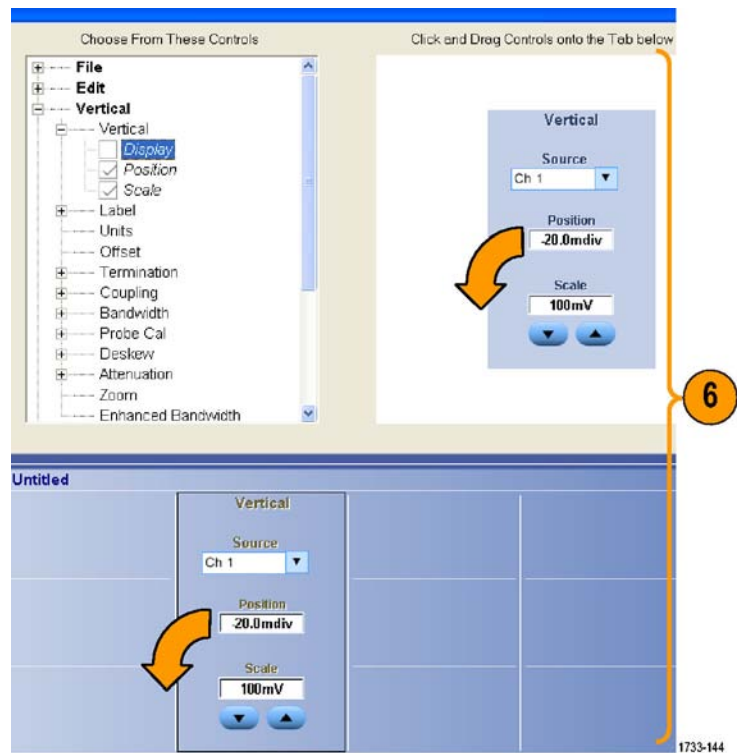 Choose From These Controls
Click and Drag Controls onto the Tab below
File
Edit
Vertical
Vertical
Display
Position
Scale
Label
Units
Offset
Termination
Coupling
Bandwidth
Probe Cal
Deskew
Attenuation
Zoom
Enhanced Bandwidth
Vertical
Source
Ch 1
Position
-20.0mdiv
Scale
100mV
6
Untitled
Vertical
Source
Ch 1
Position
-20.0mdiv
Scale
100mV
1733-144